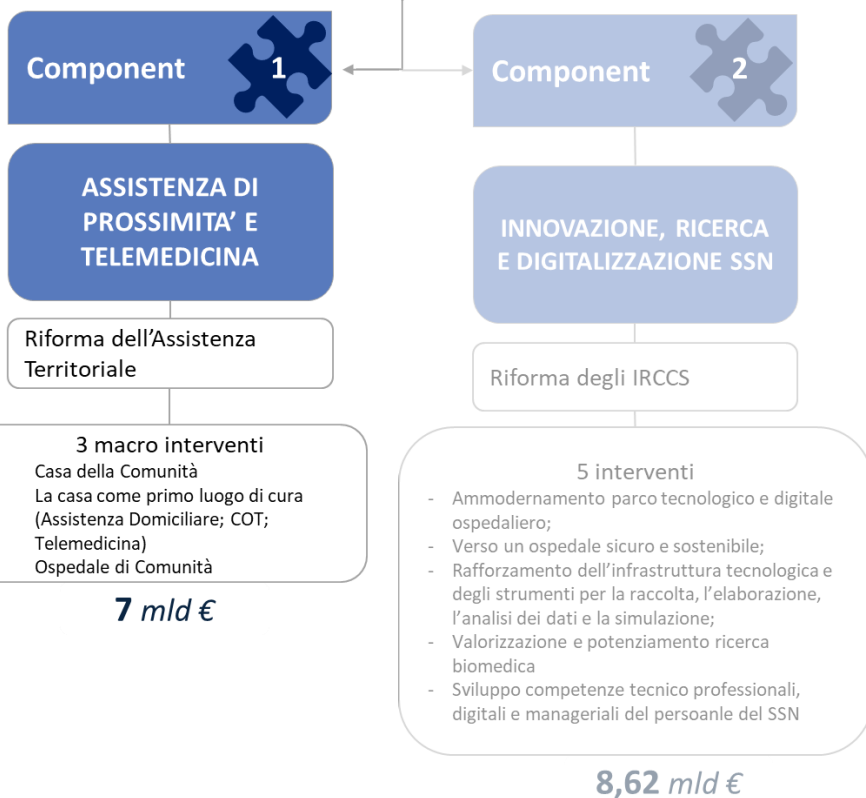 Component 1
ASSISTENZA DI
PROSSIMITA’ E
TELEMEDICINA
Riforma dell’Assistenza
Territoriale
3 macro interventi
Casa della Comunità
La casa come primo luogo di cura
(Assistenza Domiciliare; COT;
Telemedicina)
Ospedale di Comunità
7 mld €
Component 2
INNOVAZIONE, RICERCA
E DIGITALIZZAZIONE SSN
Riforma degli IRCCS
5 interventi
- Ammodernamento parco tecnologico e digitale
ospedaliero;
- Verso un ospedale sicuro e sostenibile;
- Rafforzamento dell’infrastruttura tecnologica e
degli strumenti per la raccolta, l’elaborazione,
l’analisi dei dati e la simulazione;
- Valorizzazione e potenziamento ricerca
biomedica
- Sviluppo competenze tecnico professionali,
digitali e manageriali del persoanle del SSN
8,62 mld €